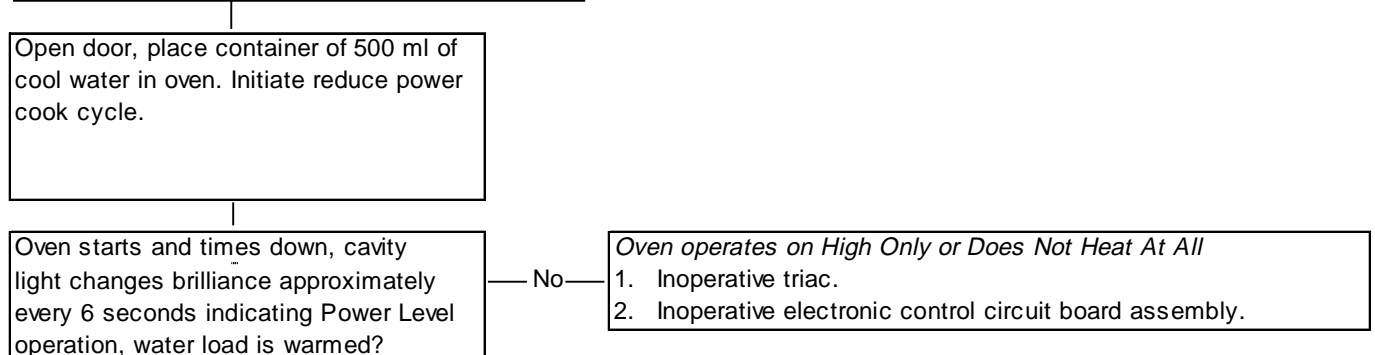 Open door, place container of 500 ml of
cool water in oven. Initiate reduce power
cook cycle.
Oven starts and times down, cavity
light changes brilliance approximately
every 6 seconds indicating Power Level
operation, water load is warmed?
No
Oven operates on High Only or Does Not Heat At All
1. Inoperative triac.
2. Inoperative electronic control circuit board assembly.